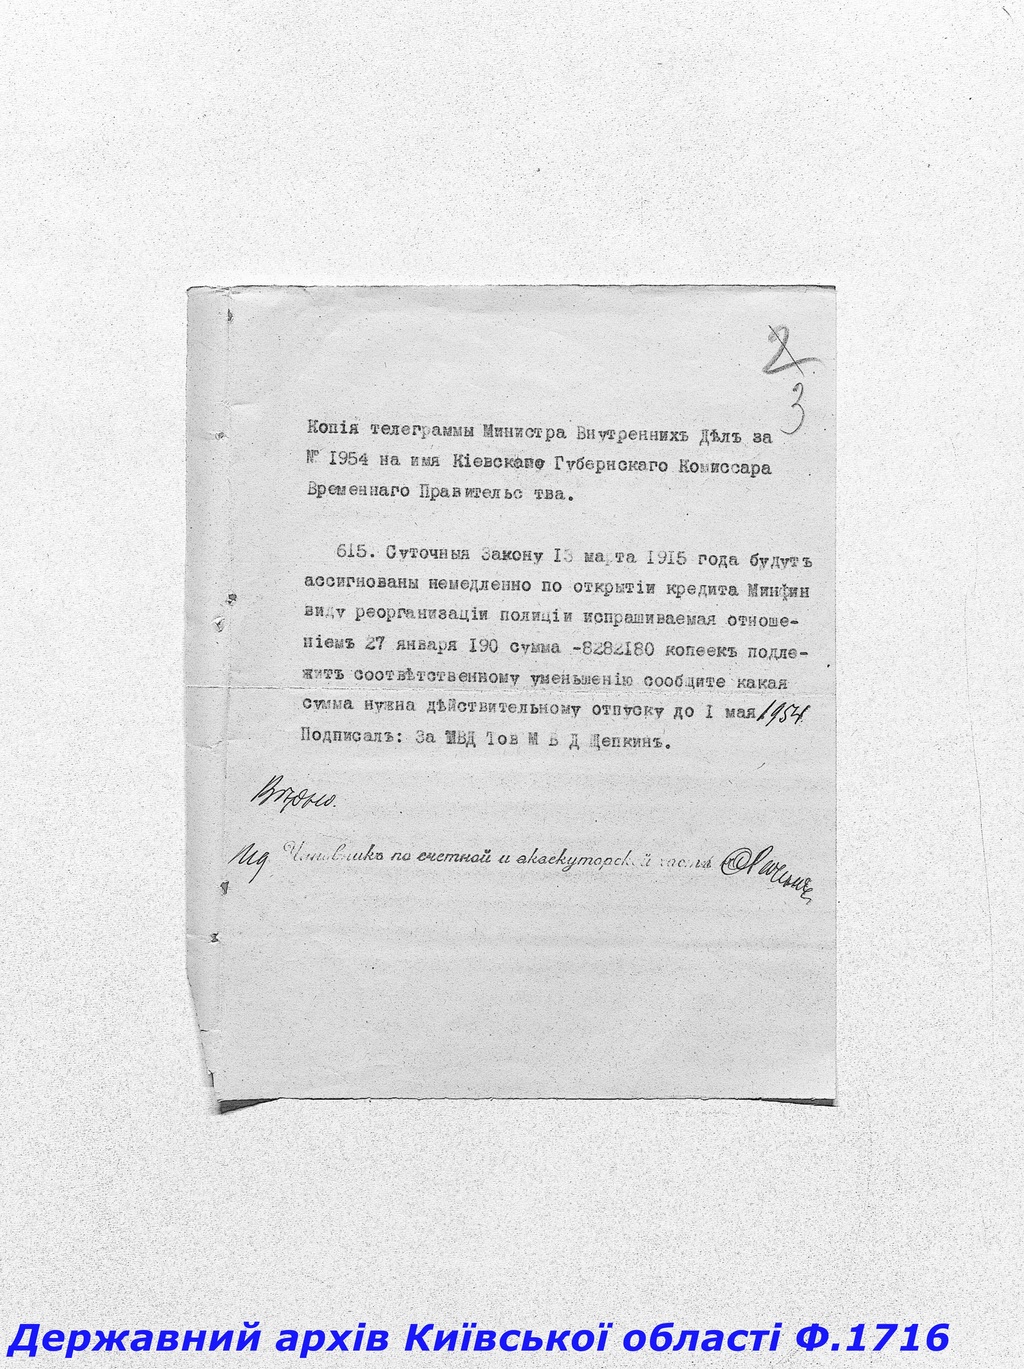 2
3
Копія телеграммы Министра Внутреннихъ Дѣлъ за
№ 1954 на имя Кіевскаго Губернскаго Комиссара
Временнаго Правительс тва.
615. Суточныя Закону 13 марта 1915 года будутъ
ассигнованы немедленно по открытіи кредита Минфин
виду реорганизаціи полиціи испрашиваемая отноше-
ніемъ 27 января 190 сумма -8282180 копеекъ подле-
житъ соотвѣтственному уменьшенію сообщите какая
сумма нужна дѣйствительному отпуску до I мая 1954.
Подписалъ: За МВД Тов М В Д Щепкинъ.
Вѣрно.
Ид Чиновникъ по счетной и экзекуторской части
Державний архів Київської області Ф.1716